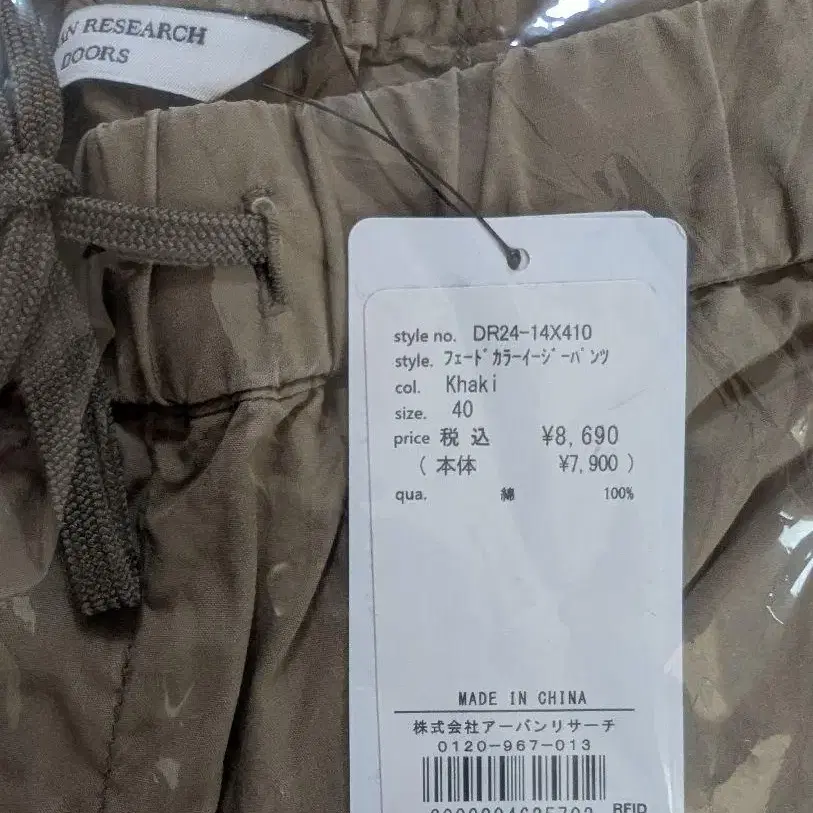 RESEARCH
DOORS
style no. DR24-14X410
style. ﾌｪｰﾄﾞｶﾗｰｲｰｼﾞｰﾊﾟﾝﾂ
col. Khaki
size. 40
price 税 込 ¥8,690
( 本体 ¥7,900 )
qua. 綿 100%
MADE IN CHINA
株式会社アーバンリサーチ
0120-967-013
RFID